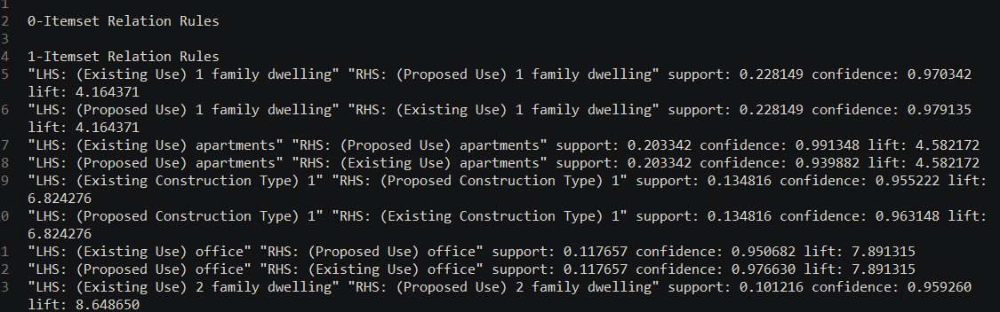 1
2 0-Itemset Relation Rules
3
4 1-Itemset Relation Rules
5 "LHS: (Existing Use) 1 family dwelling" "RHS: (Proposed Use) 1 family dwelling" support: 0.228149 confidence: 0.970342
lift: 4.164371
6 "LHS: (Proposed Use) 1 family dwelling" "RHS: (Existing Use) 1 family dwelling" support: 0.228149 confidence: 0.979135
lift: 4.164371
7 "LHS: (Existing Use) apartments" "RHS: (Proposed Use) apartments" support: 0.203342 confidence: 0.991348 lift: 4.582172
8 "LHS: (Proposed Use) apartments" "RHS: (Existing Use) apartments" support: 0.203342 confidence: 0.939882 lift: 4.582172
9 "LHS: (Existing Construction Type) 1" "RHS: (Proposed Construction Type) 1" support: 0.134816 confidence: 0.955222 lift:
6.824276
0 "LHS: (Proposed Construction Type) 1" "RHS: (Existing Construction Type) 1" support: 0.134816 confidence: 0.963148 lift:
6.824276
1 "LHS: (Existing Use) office" "RHS: (Proposed Use) office" support: 0.117657 confidence: 0.950682 lift: 7.891315
2 "LHS: (Proposed Use) office" "RHS: (Existing Use) office" support: 0.117657 confidence: 0.976630 lift: 7.891315
3 "LHS: (Existing Use) 2 family dwelling" "RHS: (Proposed Use) 2 family dwelling" support: 0.101216 confidence: 0.959260
lift: 8.648650